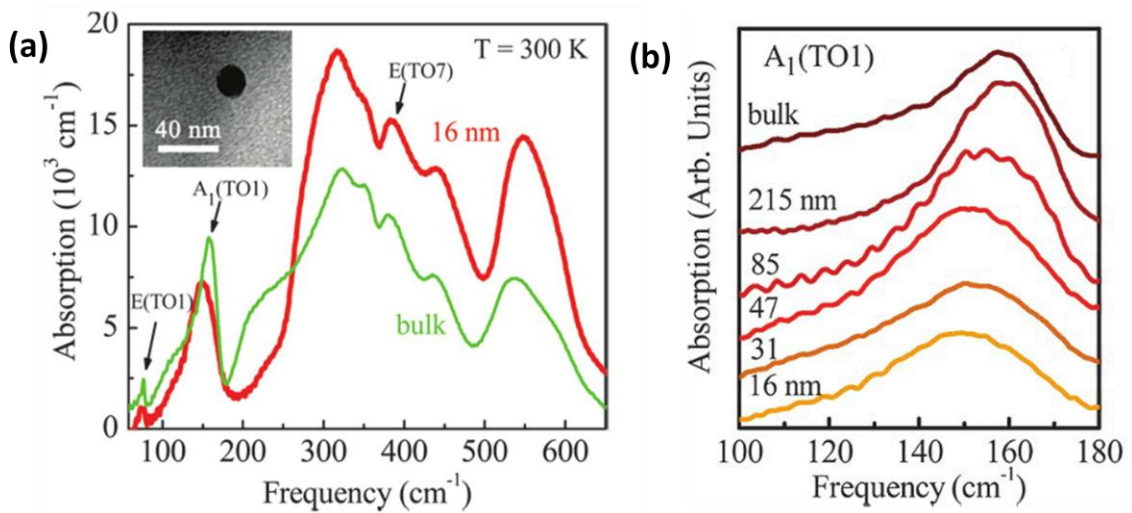 (a)
20
15
10
5
0
Absorption (10³ cm⁻¹)
40 nm
T = 300 K
E(TO7)
16 nm
A₁(TO1)
E(TO1)
bulk
100 200 300 400 500 600
Frequency (cm⁻¹)
(b)
Absorption (Arb. Units)
A₁(TO1)
bulk
215 nm
85
47
31
16 nm
100 120 140 160 180
Frequency (cm⁻¹)